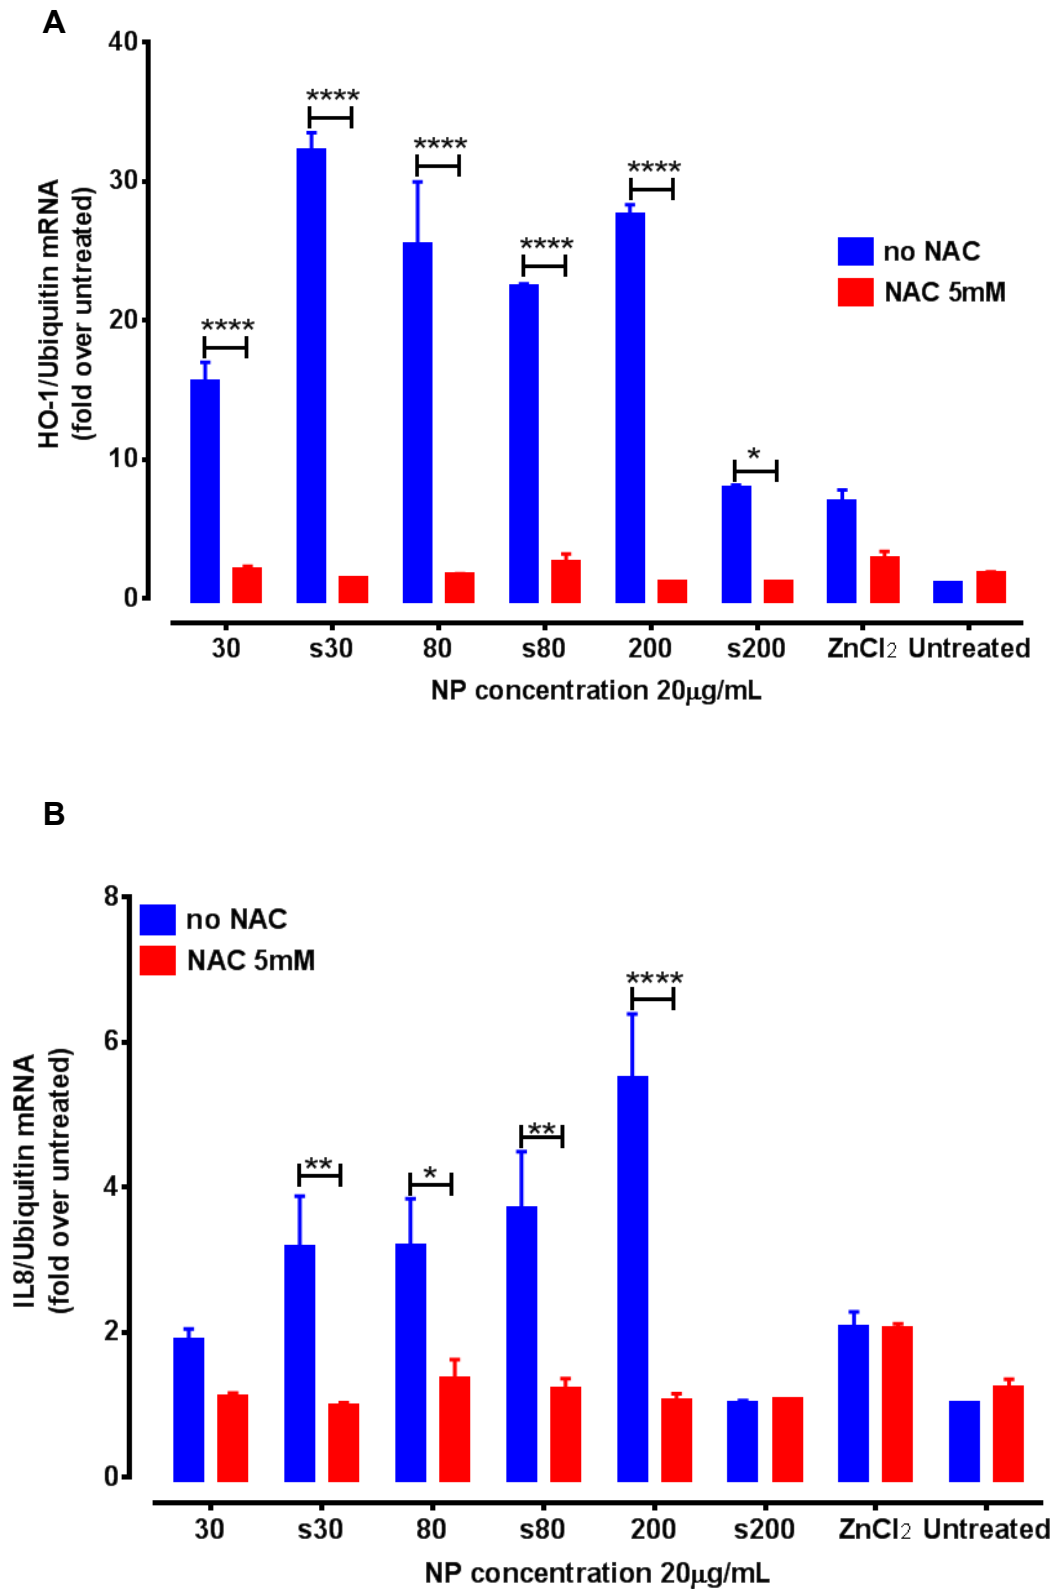 A
40
30
20
10
0
HO-1/Ubiquitin mRNA
(fold over untreated)
****
****
****
****
****
*
no NAC
NAC 5mM
30 s30 80 s80 200 s200 ZnCl2 Untreated
NP concentration 20μg/mL
B
8
6
4
2
0
IL8/Ubiquitin mRNA
(fold over untreated)
no NAC
NAC 5mM
**
*
**
****
30 s30 80 s80 200 s200 ZnCl2 Untreated
NP concentration 20μg/mL